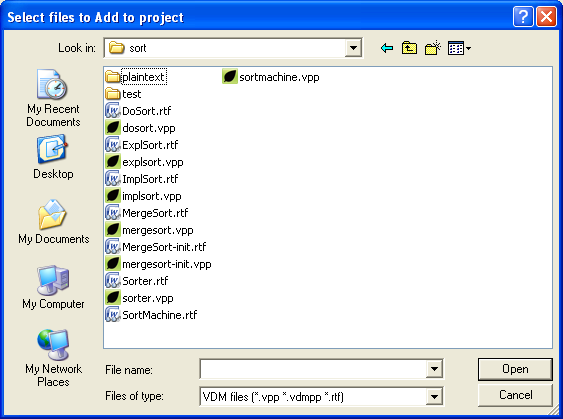 Select files to Add to project
Look in: sort
My Recent
Documents
Desktop
My Documents
My Computer
My Network
Places
plaintext
test
DoSort.rtf
dosort.vpp
ExplSort.rtf
explsort.vpp
ImplSort.rtf
implsort.vpp
MergeSort.rtf
mergesort.vpp
MergeSort-init.rtf
mergesort-init.vpp
Sorter.rtf
sorter.vpp
SortMachine.rtf
sortmachine.vpp
File name:
Open
Files of type: VDM files (*.vpp *.vdmpp *.rtf)
Cancel